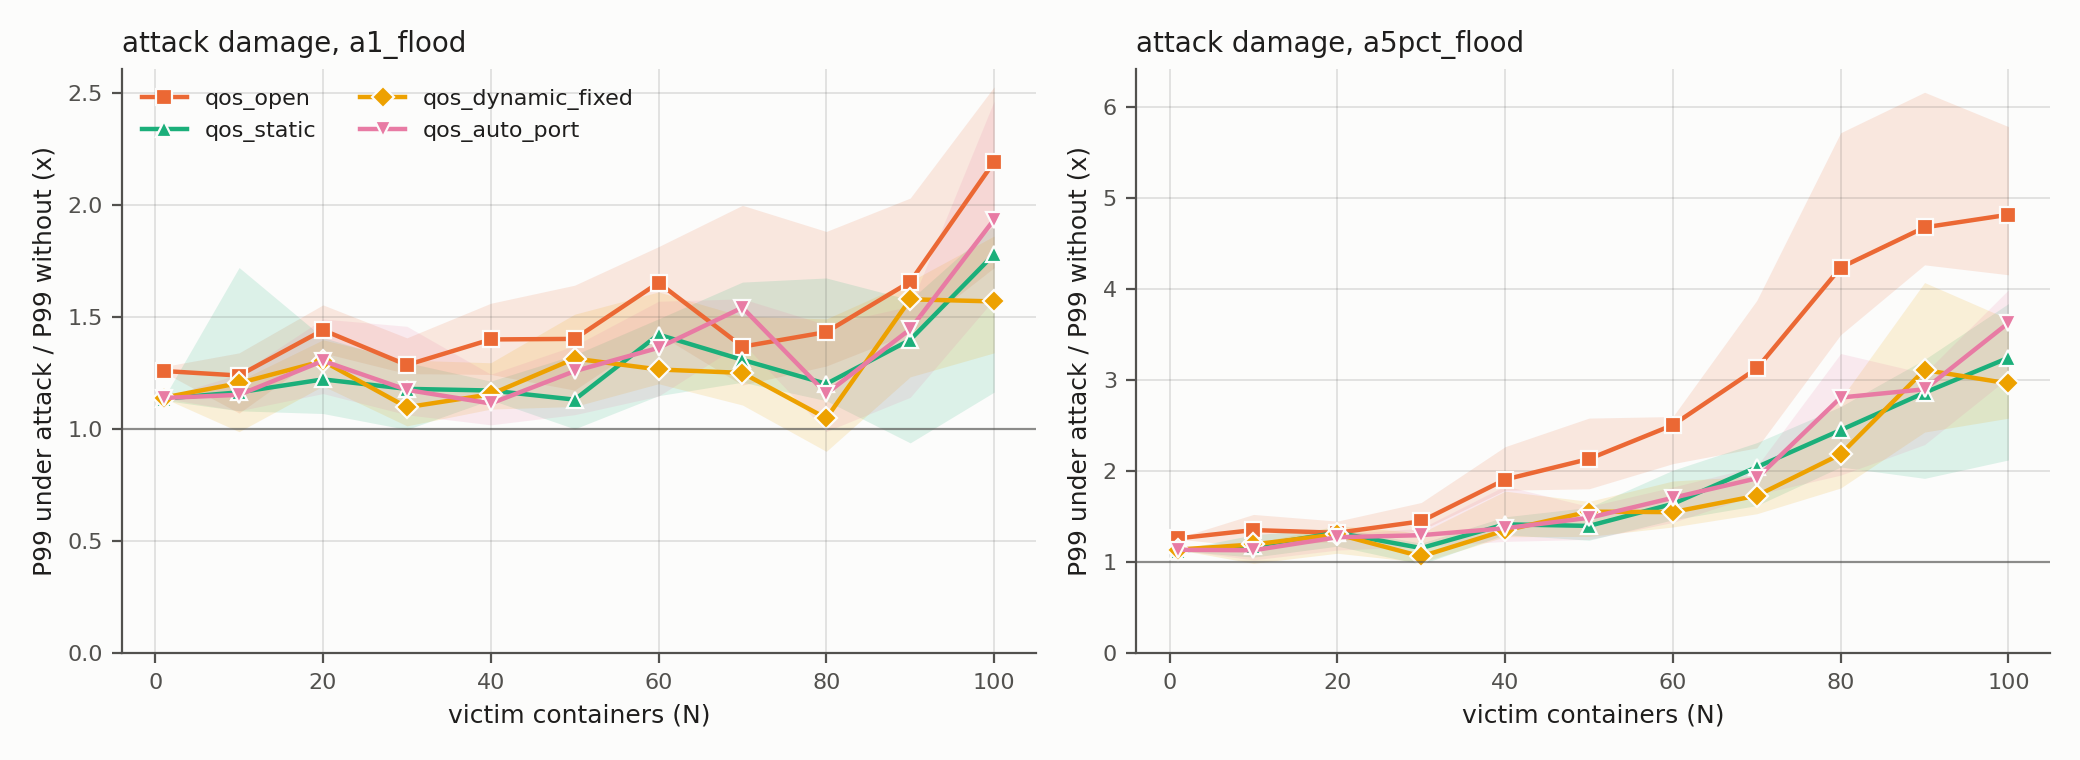 attack damage, a1_flood
P99 under attack / P99 without (x)
2.5
2.0
1.5
1.0
0.5
0.0
qos_open
qos_static
qos_dynamic_fixed
qos_auto_port
0 20 40 60 80 100
victim containers (N)
attack damage, a5pct_flood
P99 under attack / P99 without (x)
6
5
4
3
2
1
0
0 20 40 60 80 100
victim containers (N)